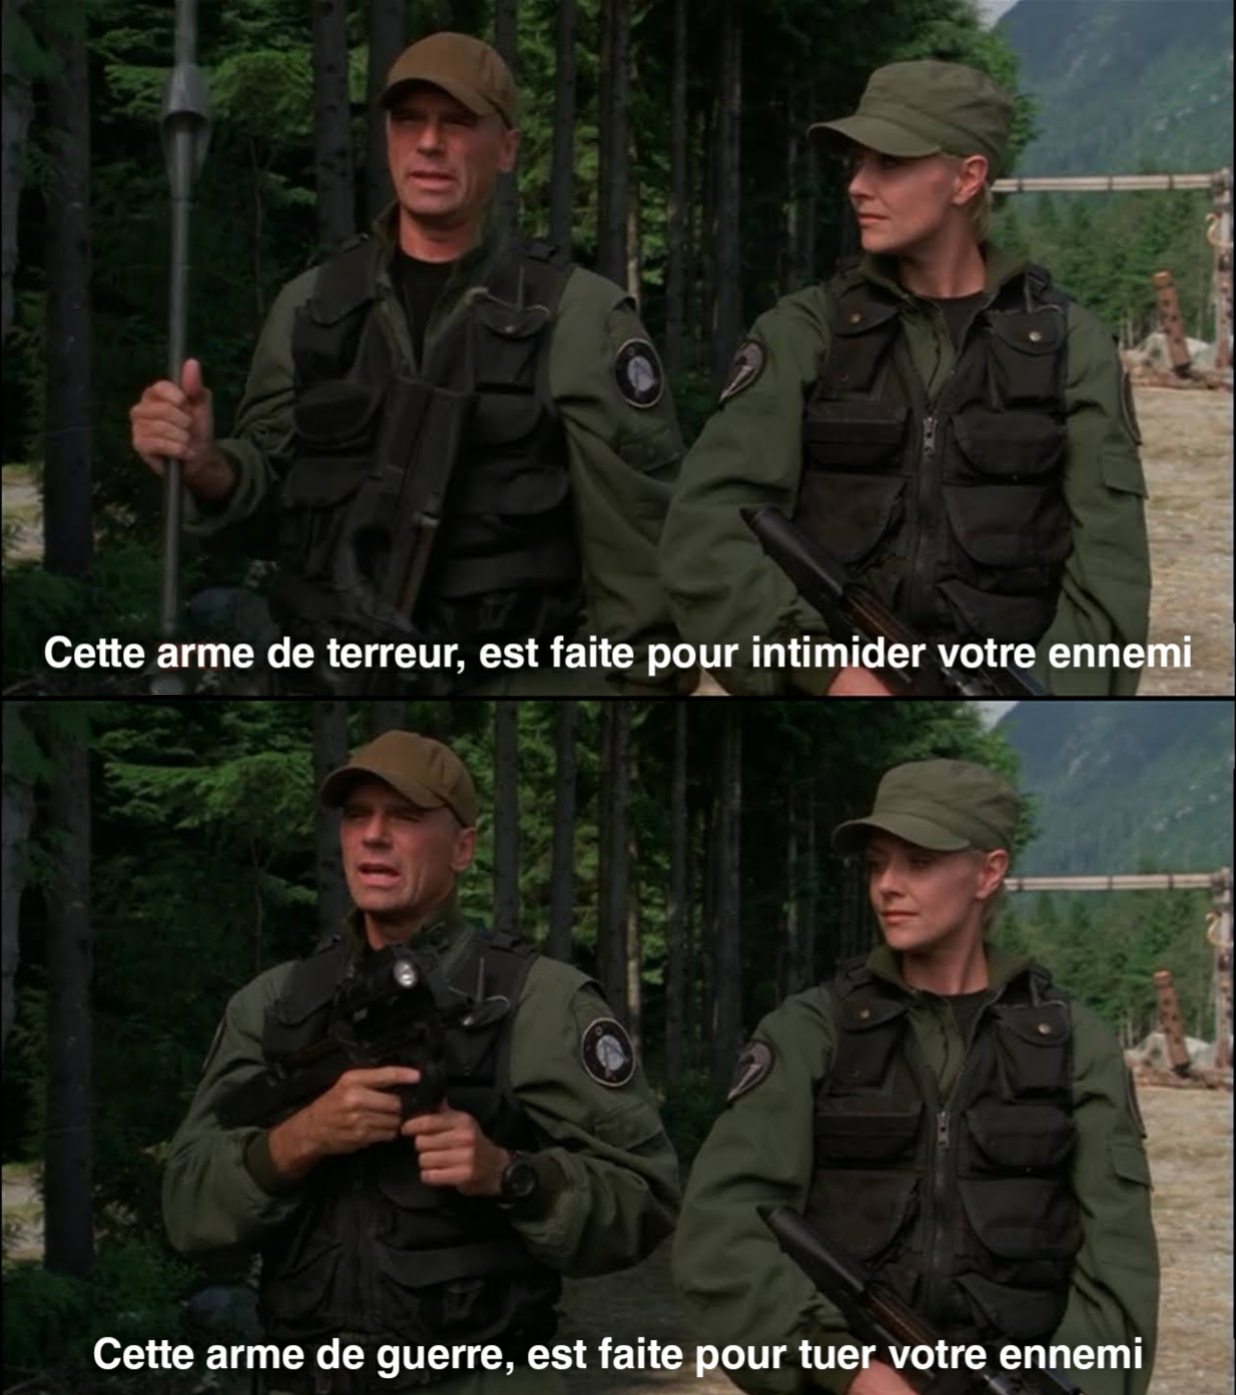 Cette arme de terreur, est faite pour intimider votre ennemi
Cette arme de guerre, est faite pour tuer votre ennemi